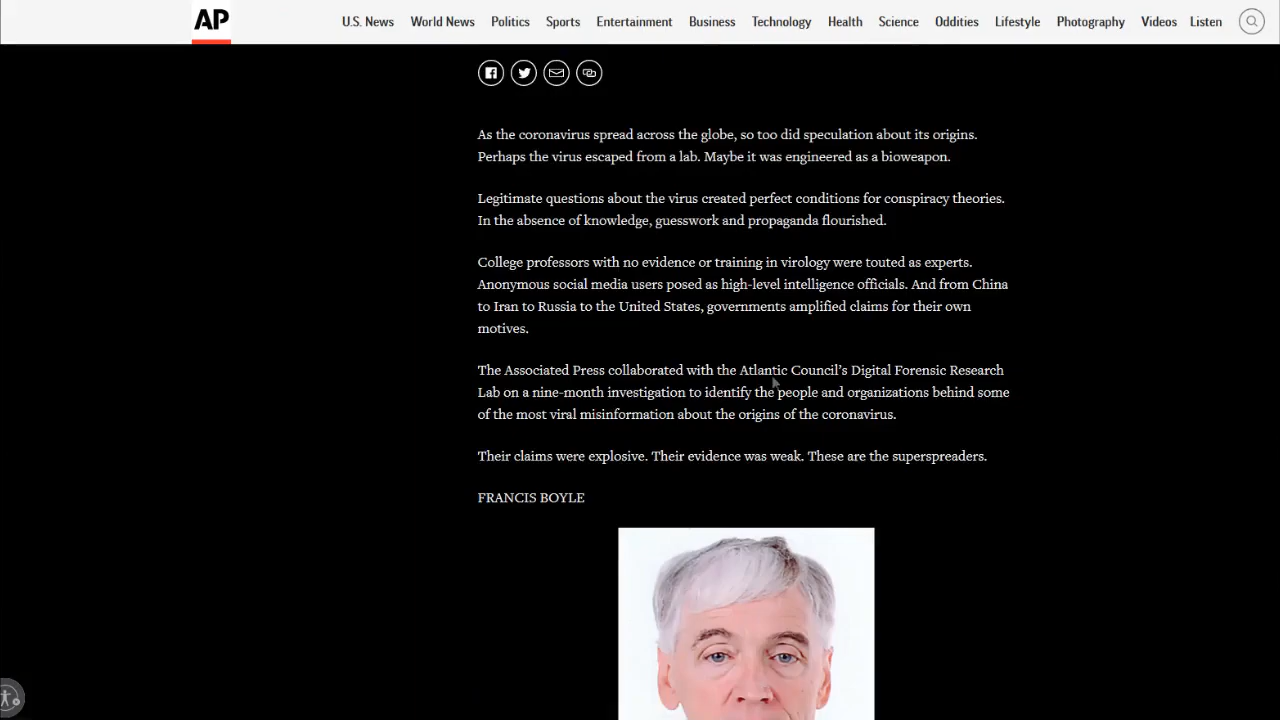 AP
U.S. News World News Politics Sports Entertainment Business Technology Health Science Oddities Lifestyle Photography Videos Listen
As the coronavirus spread across the globe, so too did speculation about its origins.
Perhaps the virus escaped from a lab. Maybe it was engineered as a bioweapon.
Legitimate questions about the virus created perfect conditions for conspiracy theories.
In the absence of knowledge, guesswork and propaganda flourished.
College professors with no evidence or training in virology were touted as experts.
Anonymous social media users posed as high-level intelligence officials. And from China
to Iran to Russia to the United States, governments amplified claims for their own
motives.
The Associated Press collaborated with the Atlantic Council’s Digital Forensic Research
Lab on a nine-month investigation to identify the people and organizations behind some
of the most viral misinformation about the origins of the coronavirus.
Their claims were explosive. Their evidence was weak. These are the superspreaders.
FRANCIS BOYLE